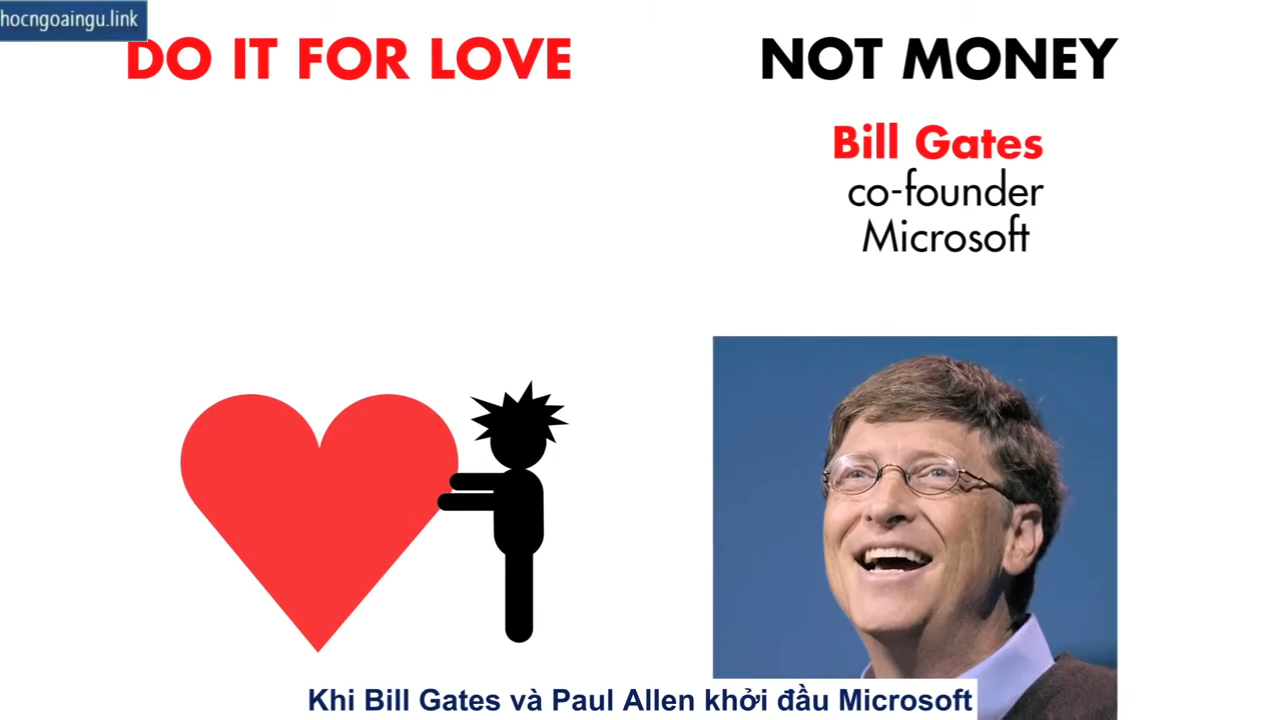 hocngoaingu.link
DO IT FOR LOVE
NOT MONEY
Bill Gates
co-founder
Microsoft
Khi Bill Gates và Paul Allen khởi đầu Microsoft